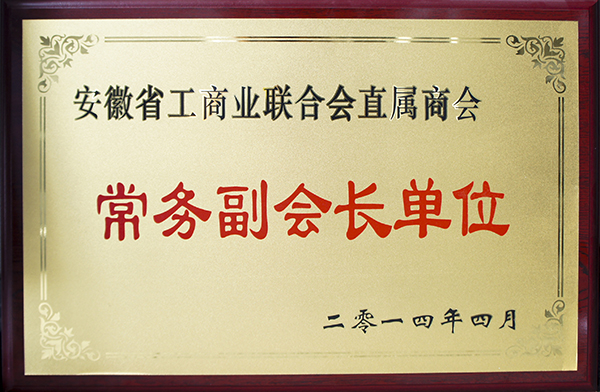 安徽省工商业联合会直属商会
常务副会长单位
二零一四年四月